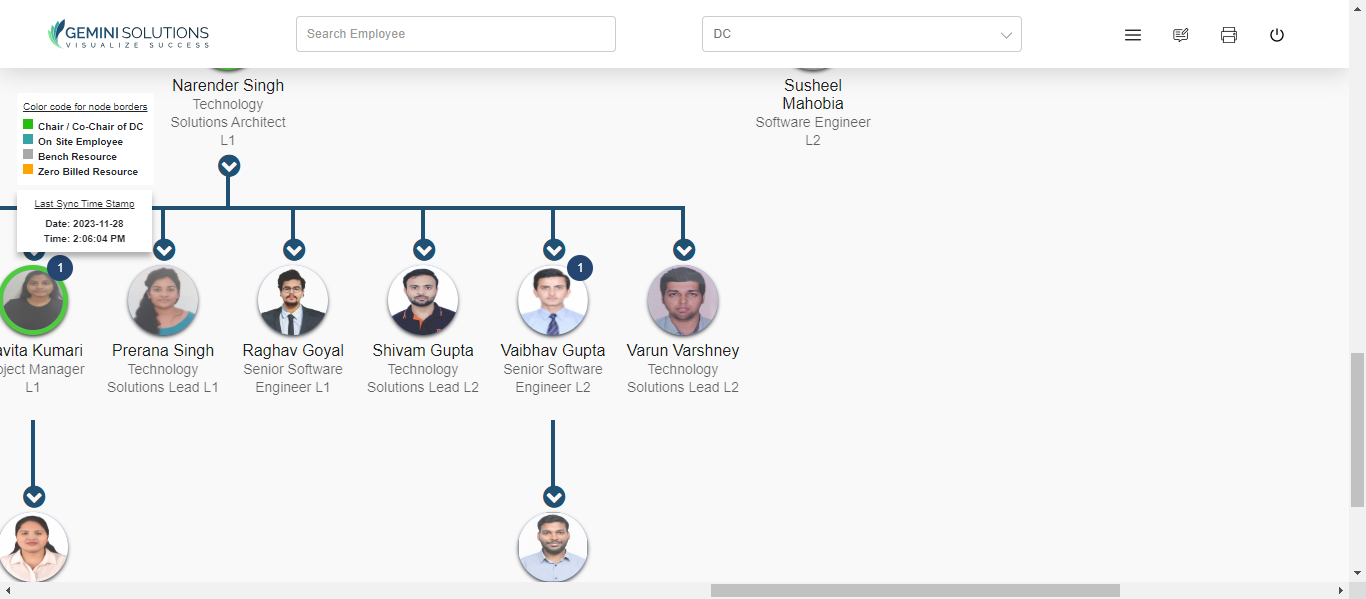 GEMINI SOLUTIONS
VISUALIZE SUCCESS
Search Employee
DC
Narender Singh
Technology
Solutions Architect
L1
Susheel
Mahobia
Software Engineer
L2
Color code for node borders
Chair / Co-Chair of DC
On Site Employee
Bench Resource
Zero Billed Resource
Last Sync Time Stamp
Date: 2023-11-28
Time: 2:06:04 PM
1
avita Kumari
oject Manager
L1
Prerana Singh
Technology
Solutions Lead L1
Raghav Goyal
Senior Software
Engineer L1
Shivam Gupta
Technology
Solutions Lead L2
1
Vaibhav Gupta
Senior Software
Engineer L2
Varun Varshney
Technology
Solutions Lead L2